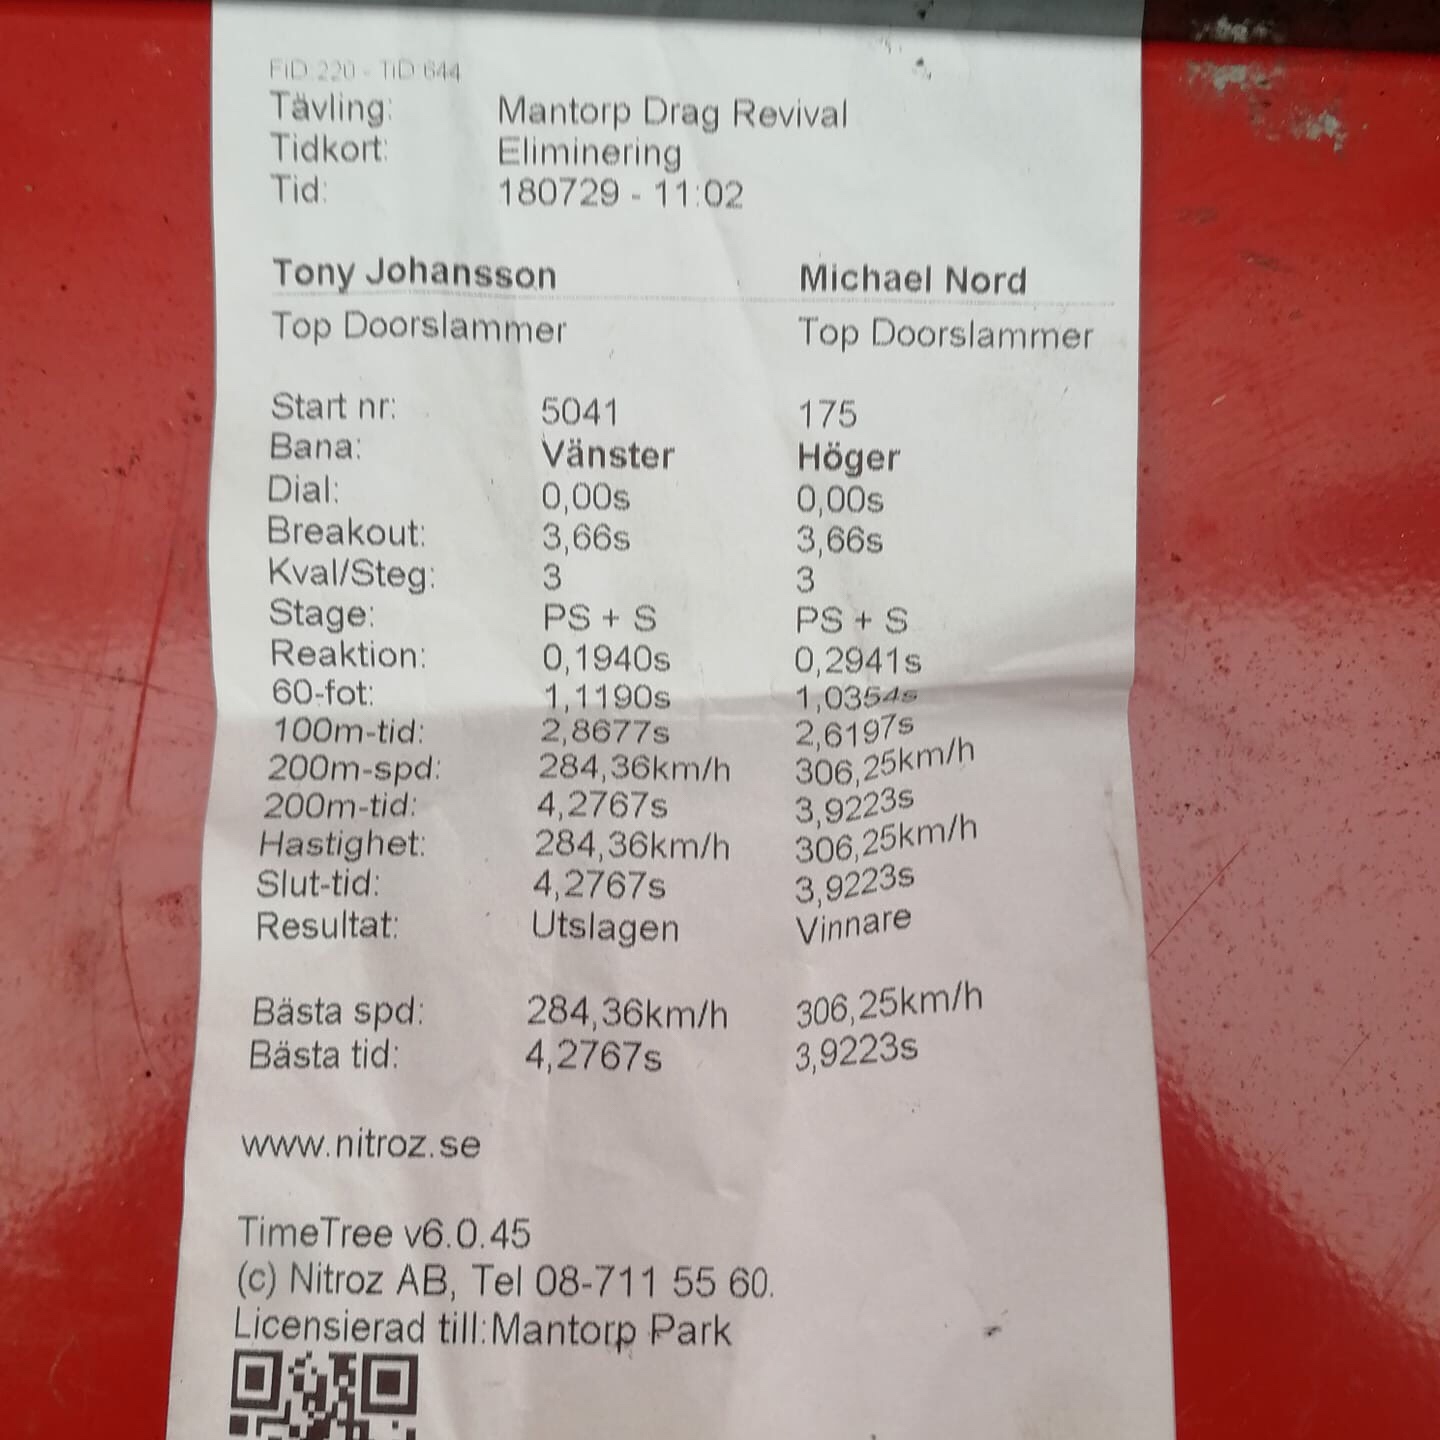 FiD 220 - TiD 644
Tävling: Mantorp Drag Revival
Tidkort: Eliminering
Tid: 180729 - 11:02
Tony Johansson Michael Nord
Top Doorslammer Top Doorslammer
Start nr: 5041 175
Bana: Vänster Höger
Dial: 0,00s 0,00s
Breakout: 3,66s 3,66s
Kval/Steg: 3 3
Stage: PS + S PS + S
Reaktion: 0,1940s 0,2941s
60-fot: 1,1190s 1,0354s
100m-tid: 2,8677s 2,6197s
200m-spd: 284,36km/h 306,25km/h
200m-tid: 4,2767s 3,9223s
Hastighet: 284,36km/h 306,25km/h
Slut-tid: 4,2767s 3,9223s
Resultat: Utslagen Vinnare
Bästa spd: 284,36km/h 306,25km/h
Bästa tid: 4,2767s 3,9223s
www.nitroz.se
TimeTree v6.0.45
(c) Nitroz AB, Tel 08-711 55 60.
Licensierad till:Mantorp Park